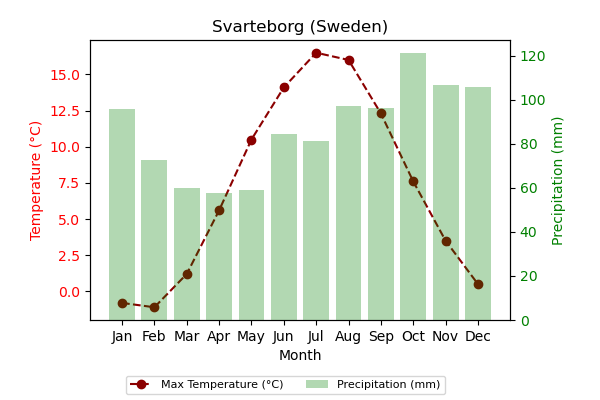 Svarteborg (Sweden)
Temperature (°C)
15.0
12.5
10.0
7.5
5.0
2.5
0.0
120
100
80
60
40
20
0
Precipitation (mm)
Jan Feb Mar Apr May Jun Jul Aug Sep Oct Nov Dec
Month
Max Temperature (°C) Precipitation (mm)